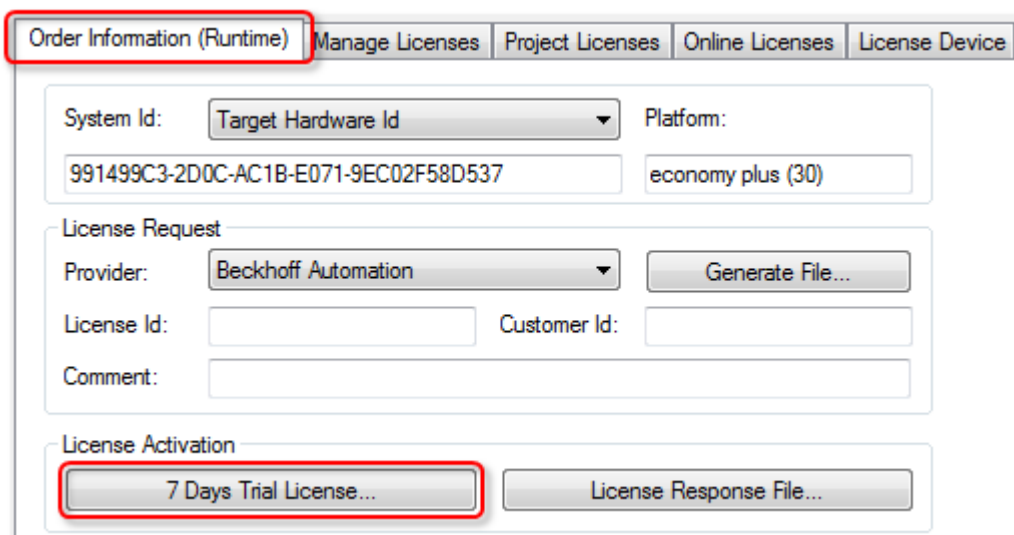 Order Information (Runtime) Manage Licenses Project Licenses Online Licenses License Device
System Id: Target Hardware Id Platform:
991499C3-2D0C-AC1B-E071-9EC02F58D537 economy plus (30)
License Request
Provider: Beckhoff Automation Generate File...
License Id: Customer Id:
Comment:
License Activation
7 Days Trial License... License Response File...